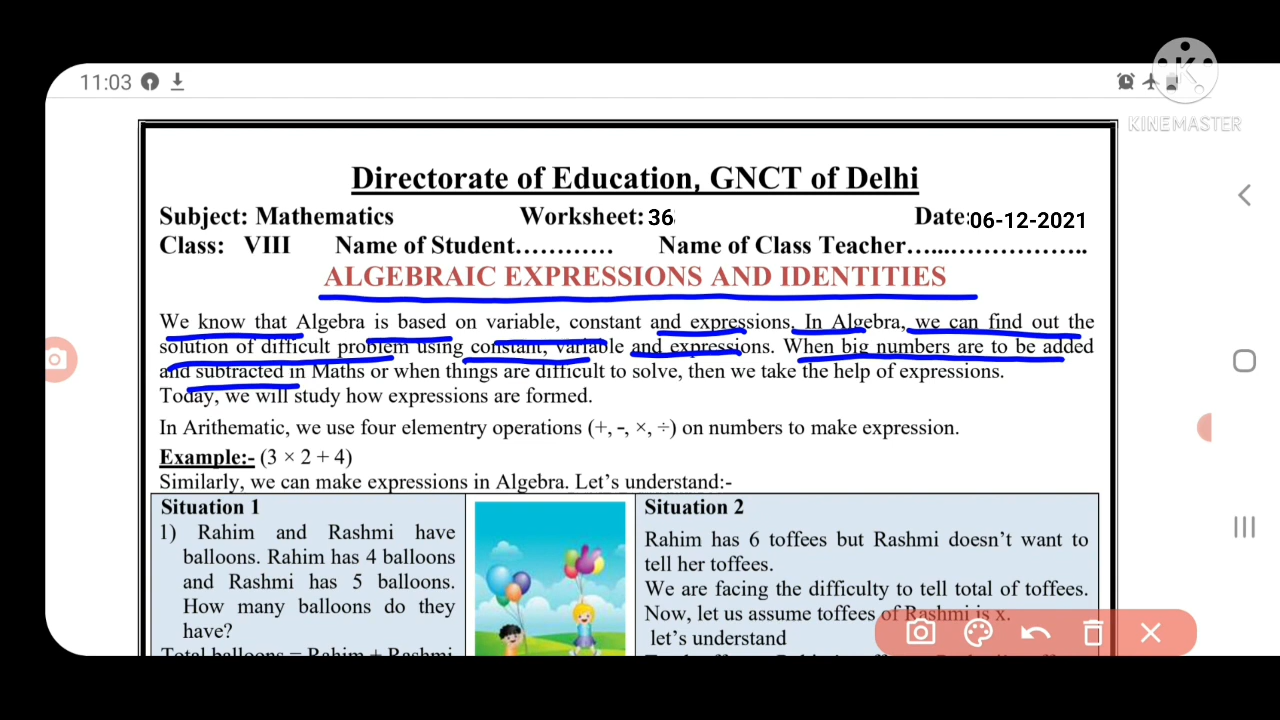 11:03
KINEMASTER
Directorate of Education, GNCT of Delhi
Subject: Mathematics Worksheet: 36 Date: 06-12-2021
Class: VIII Name of Student………… Name of Class Teacher…...……………..
ALGEBRAIC EXPRESSIONS AND IDENTITIES
We know that Algebra is based on variable, constant and expressions. In Algebra, we can find out the
solution of difficult problem using constant, variable and expressions. When big numbers are to be added
and subtracted in Maths or when things are difficult to solve, then we take the help of expressions.
Today, we will study how expressions are formed.
In Arithematic, we use four elementry operations (+, -, ×, ÷) on numbers to make expression.
Example:- (3 × 2 + 4)
Similarly, we can make expressions in Algebra. Let's understand:-
Situation 1
1) Rahim and Rashmi have
balloons. Rahim has 4 balloons
and Rashmi has 5 balloons.
How many balloons do they
have?
Total balloons = Rahim + Rashmi
Situation 2
Rahim has 6 toffees but Rashmi doesn't want to
tell her toffees.
We are facing the difficulty to tell total of toffees.
Now, let us assume toffees of Rashmi is x.
let's understand